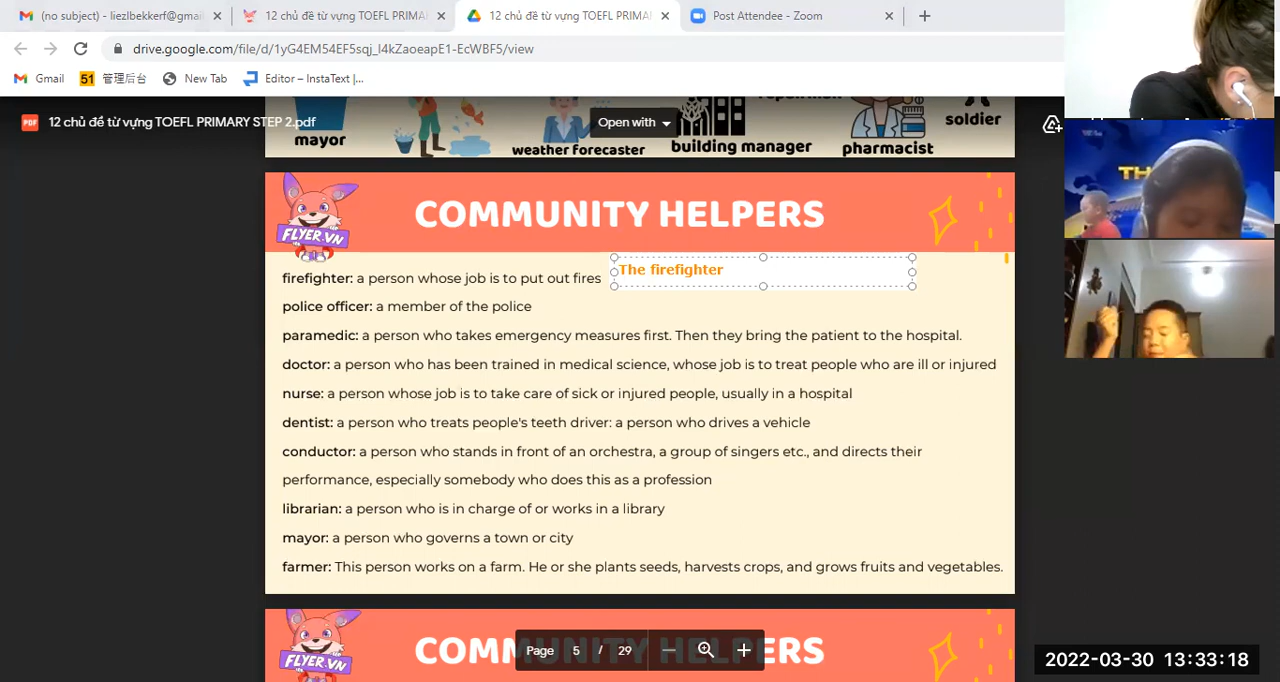 (no subject) - liezlbekkerf@gmai
12 chủ đề từ vựng TOEFL PRIMA
12 chủ đề từ vựng TOEFL PRIMA
Post Attendee - Zoom
drive.google.com/file/d/1yG4EM54EF5sqj_l4kZaoeapE1-EcWBF5/view
Gmail
51 管理后台
New Tab
Editor – InstaText |...
PDF 12 chủ đề từ vựng TOEFL PRIMARY STEP 2.pdf
Open with
mayor
weather forecaster
building manager
pharmacist
soldier
FLYER.VN
COMMUNITY HELPERS
The firefighter
firefighter: a person whose job is to put out fires
police officer: a member of the police
paramedic: a person who takes emergency measures first. Then they bring the patient to the hospital.
doctor: a person who has been trained in medical science, whose job is to treat people who are ill or injured
nurse: a person whose job is to take care of sick or injured people, usually in a hospital
dentist: a person who treats people's teeth driver: a person who drives a vehicle
conductor: a person who stands in front of an orchestra, a group of singers etc., and directs their
performance, especially somebody who does this as a profession
librarian: a person who is in charge of or works in a library
mayor: a person who governs a town or city
farmer: This person works on a farm. He or she plants seeds, harvests crops, and grows fruits and vegetables.
FLYER.VN
COMMUNITY HELPERS
Page 5 / 29
TH
2022-03-30 13:33:18